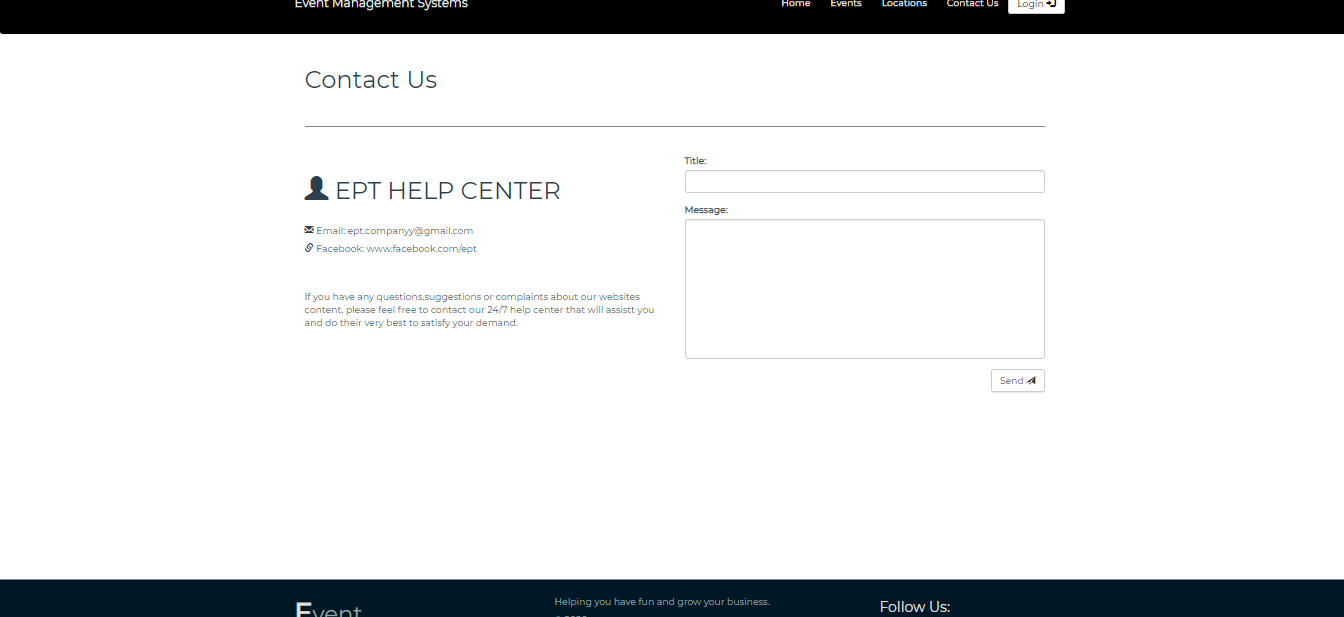 Event Management Systems
Home Events Locations Contact Us Login
Contact Us
EPT HELP CENTER
Email: ept.companyy@gmail.com
Facebook: www.facebook.com/ept
If you have any questions,suggestions or complaints about our websites
content, please feel free to contact our 24/7 help center that will assistt you
and do their very best to satisfy your demand.
Title:
Message:
Send
Event
Helping you have fun and grow your business.
Follow Us: